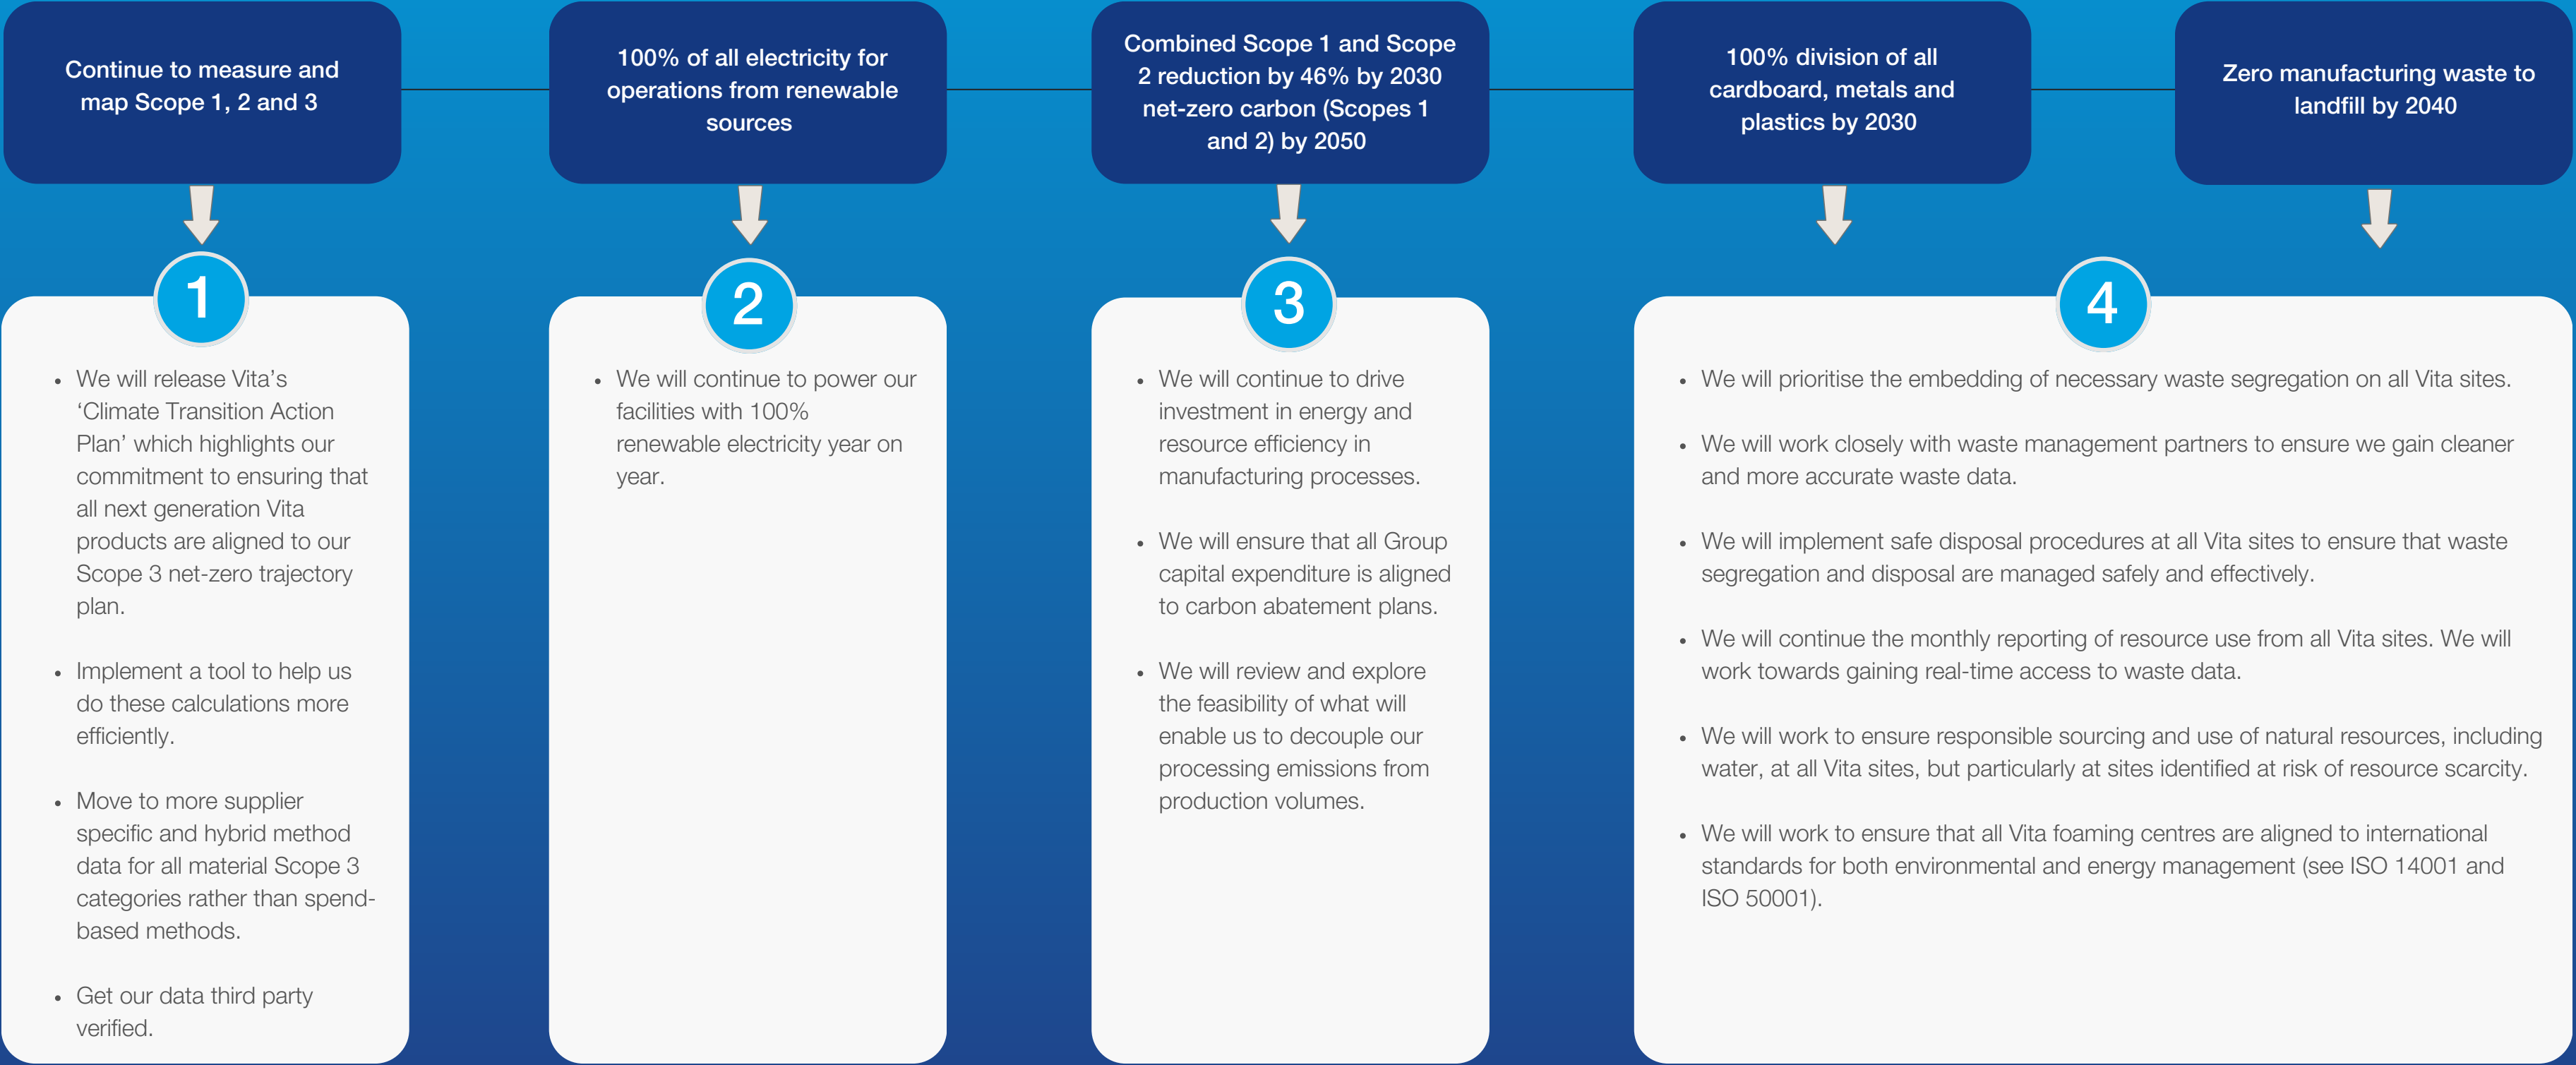 Continue to measure and
map Scope 1, 2 and 3
100% of all electricity for
operations from renewable
sources
Combined Scope 1 and Scope
2 reduction by 46% by 2030
net-zero carbon (Scopes 1
and 2) by 2050
100% division of all
cardboard, metals and
plastics by 2030
Zero manufacturing waste to
landfill by 2040
1
• We will release Vita’s
‘Climate Transition Action
Plan’ which highlights our
commitment to ensuring that
all next generation Vita
products are aligned to our
Scope 3 net-zero trajectory
plan.
• Implement a tool to help us
do these calculations more
efficiently.
• Move to more supplier
specific and hybrid method
data for all material Scope 3
categories rather than spend-
based methods.
• Get our data third party
verified.
2
• We will continue to power our
facilities with 100%
renewable electricity year on
year.
3
• We will continue to drive
investment in energy and
resource efficiency in
manufacturing processes.
• We will ensure that all Group
capital expenditure is aligned
to carbon abatement plans.
• We will review and explore
the feasibility of what will
enable us to decouple our
processing emissions from
production volumes.
4
• We will prioritise the embedding of necessary waste segregation on all Vita sites.
• We will work closely with waste management partners to ensure we gain cleaner
and more accurate waste data.
• We will implement safe disposal procedures at all Vita sites to ensure that waste
segregation and disposal are managed safely and effectively.
• We will continue the monthly reporting of resource use from all Vita sites. We will
work towards gaining real-time access to waste data.
• We will work to ensure responsible sourcing and use of natural resources, including
water, at all Vita sites, but particularly at sites identified at risk of resource scarcity.
• We will work to ensure that all Vita foaming centres are aligned to international
standards for both environmental and energy management (see ISO 14001 and
ISO 50001).